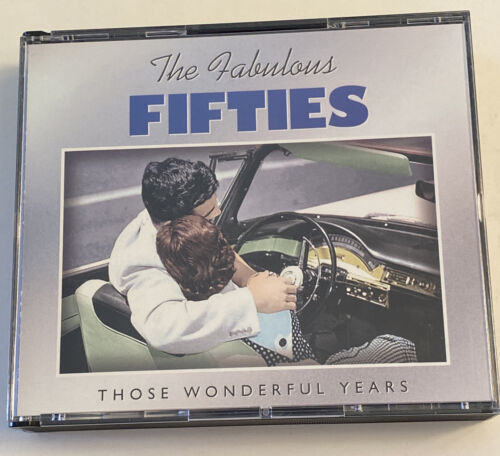 The Fabulous
FIFTIES
THOSE WONDERFUL YEARS